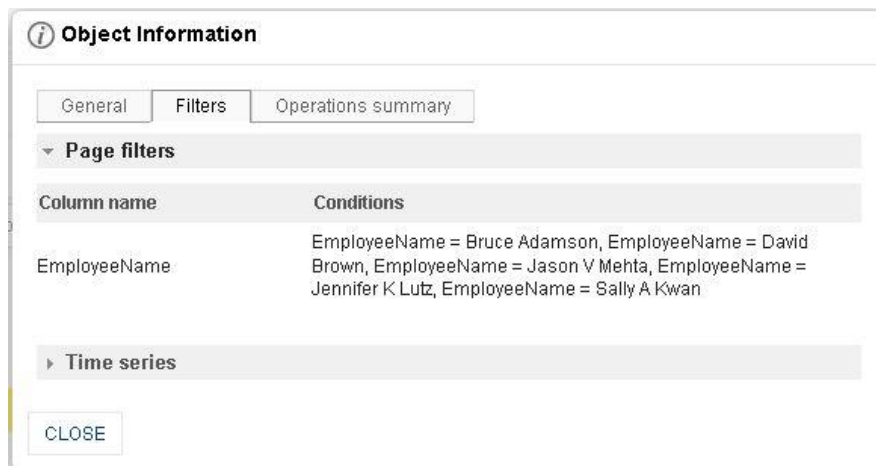 Object Information
General Filters Operations summary
Page filters
Column name Conditions
EmployeeName
EmployeeName = Bruce Adamson, EmployeeName = David
Brown, EmployeeName = Jason V Mehta, EmployeeName =
Jennifer K Lutz, EmployeeName = Sally A Kwan
Time series
CLOSE